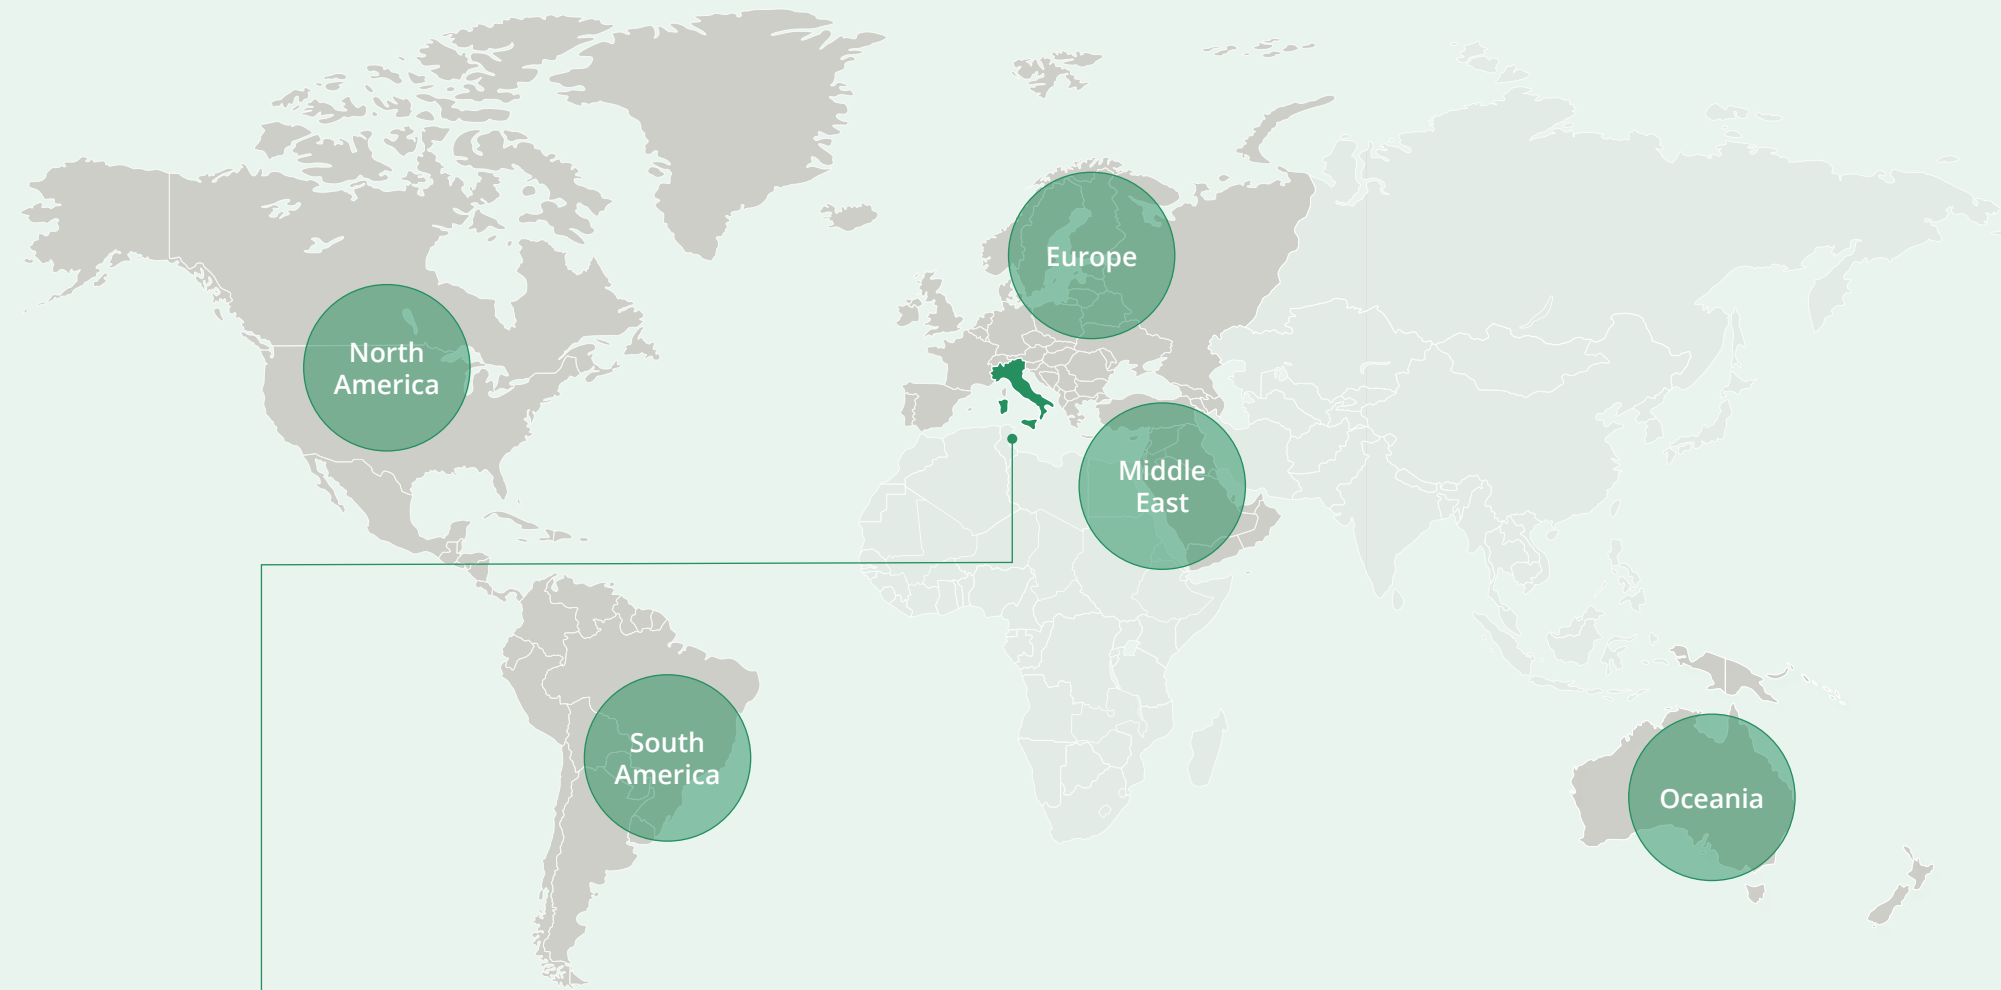 Europe
North
America
Middle
East
South
America
Oceania